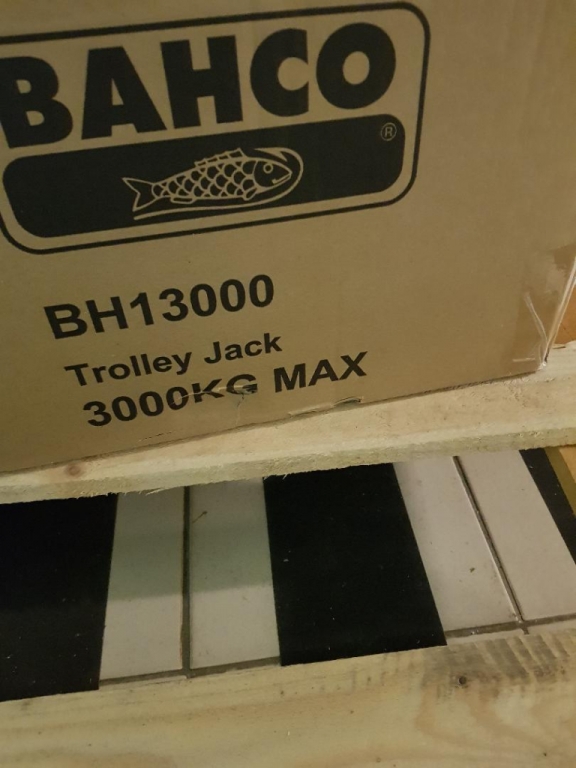 BAHCO
®
BH13000
Trolley Jack
3000KG MAX